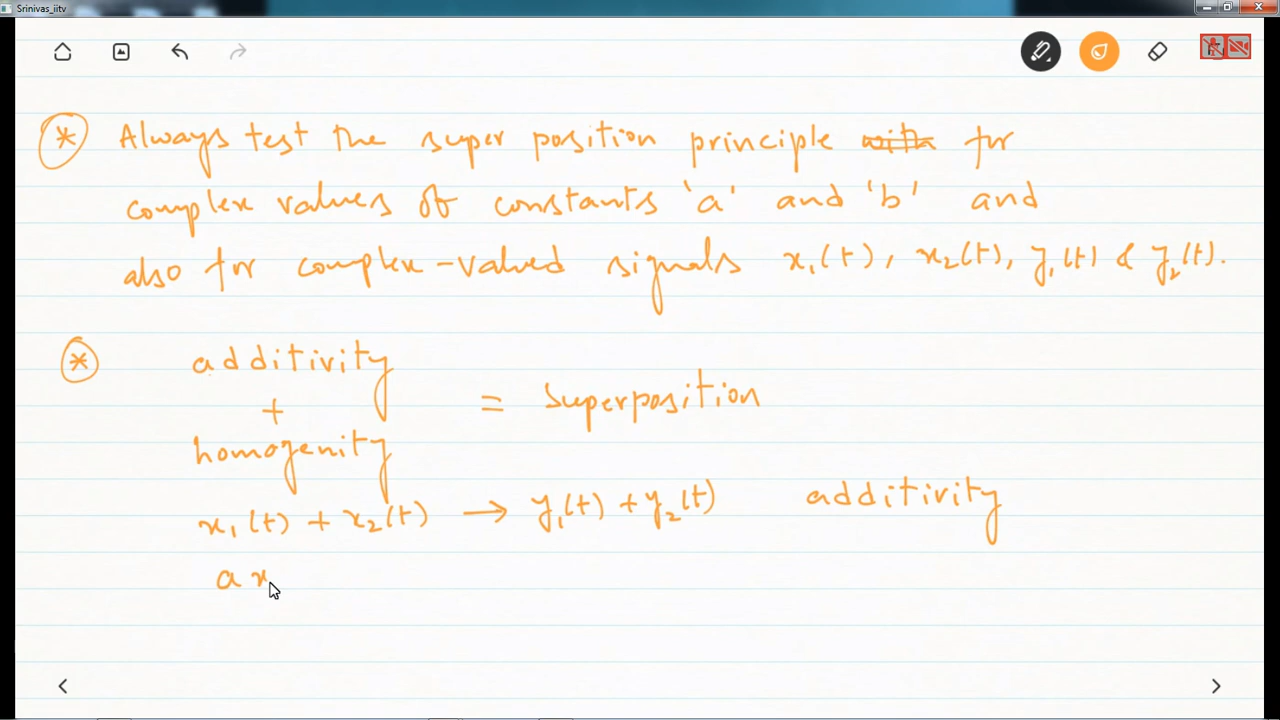 Srinivas_iitv
* Always test the super position principle with for
complex values of constants 'a' and 'b' and
also for complex-valued signals x₁(t), x₂(t), y₁(t) & y₂(t).
* additivity
+
= superposition
homogenity
x₁(t) + x₂(t) → y₁(t) + y₂(t) additivity
a x